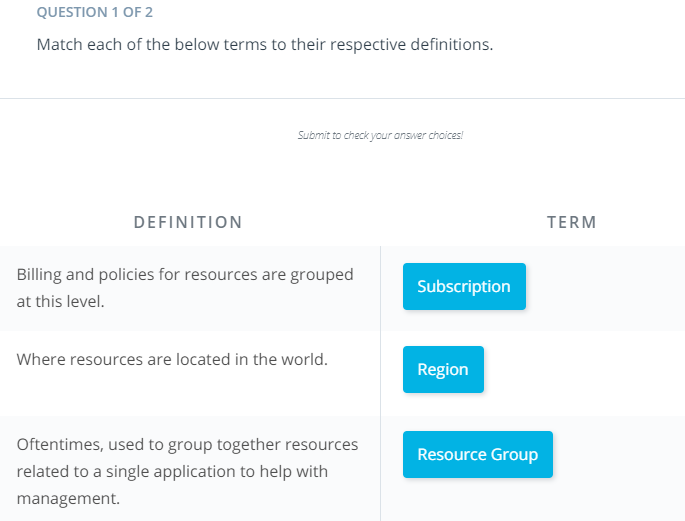 QUESTION 1 OF 2
Match each of the below terms to their respective definitions.
Submit to check your answer choices!
DEFINITION
TERM
Billing and policies for resources are grouped
at this level.
Subscription
Where resources are located in the world.
Region
Oftentimes, used to group together resources
related to a single application to help with
management.
Resource Group